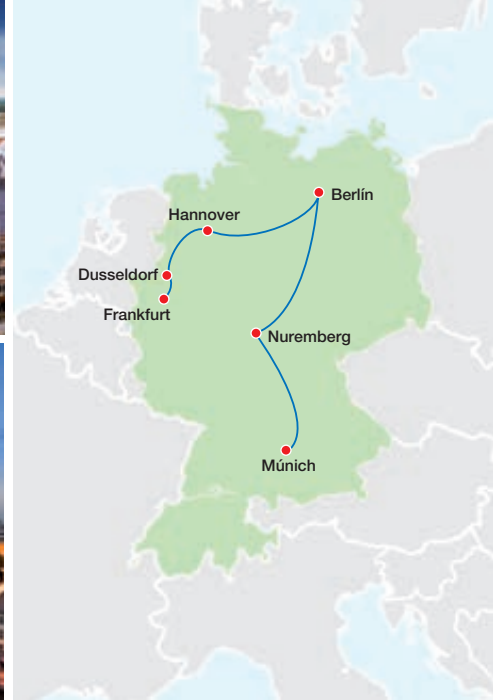 Berlín
Hannover
Dusseldorf
Frankfurt
Nuremberg
Múnich